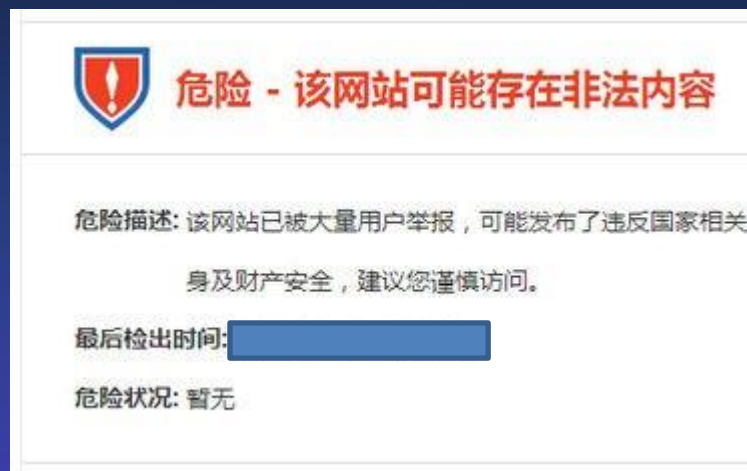 危险 - 该网站可能存在非法内容
危险描述: 该网站已被大量用户举报，可能发布了违反国家相关
身及财产安全，建议您谨慎访问。
最后检出时间:
危险状况: 暂无